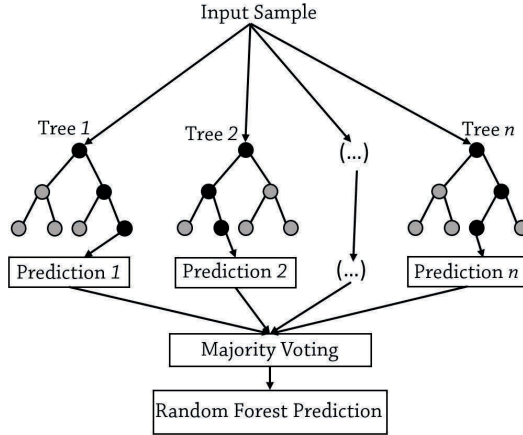 Input Sample
Tree 1
Tree 2
(...)
Tree n
Prediction 1
Prediction 2
(...)
Prediction n
Majority Voting
Random Forest Prediction